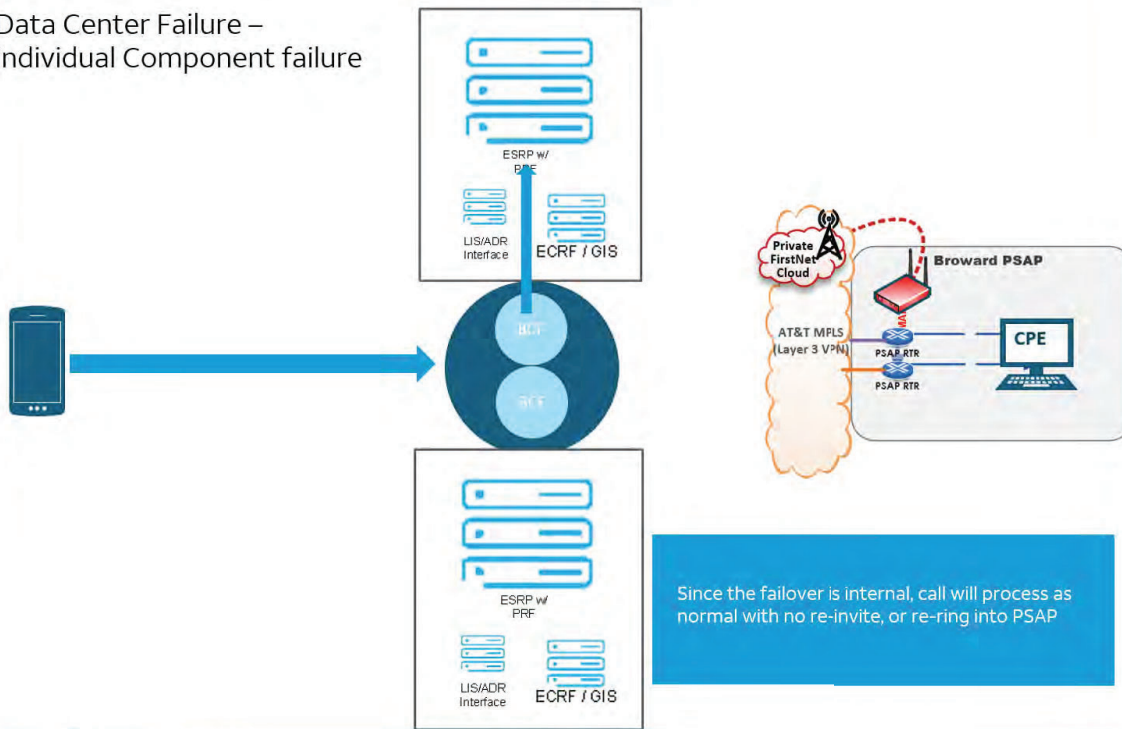 Data Center Failure –
Individual Component failure
ESRP w/
PRF
LIS/ADR
Interface
ECRF / GIS
BCF
BCF
ESRP w/
PRF
LIS/ADR
Interface
ECRF / GIS
Private
FirstNet
Cloud
Broward PSAP
AT&T MPLS
(Layer 3 VPN)
PSAP RTR
PSAP RTR
CPE
Since the failover is internal, call will process as
normal with no re-invite, or re-ring into PSAP